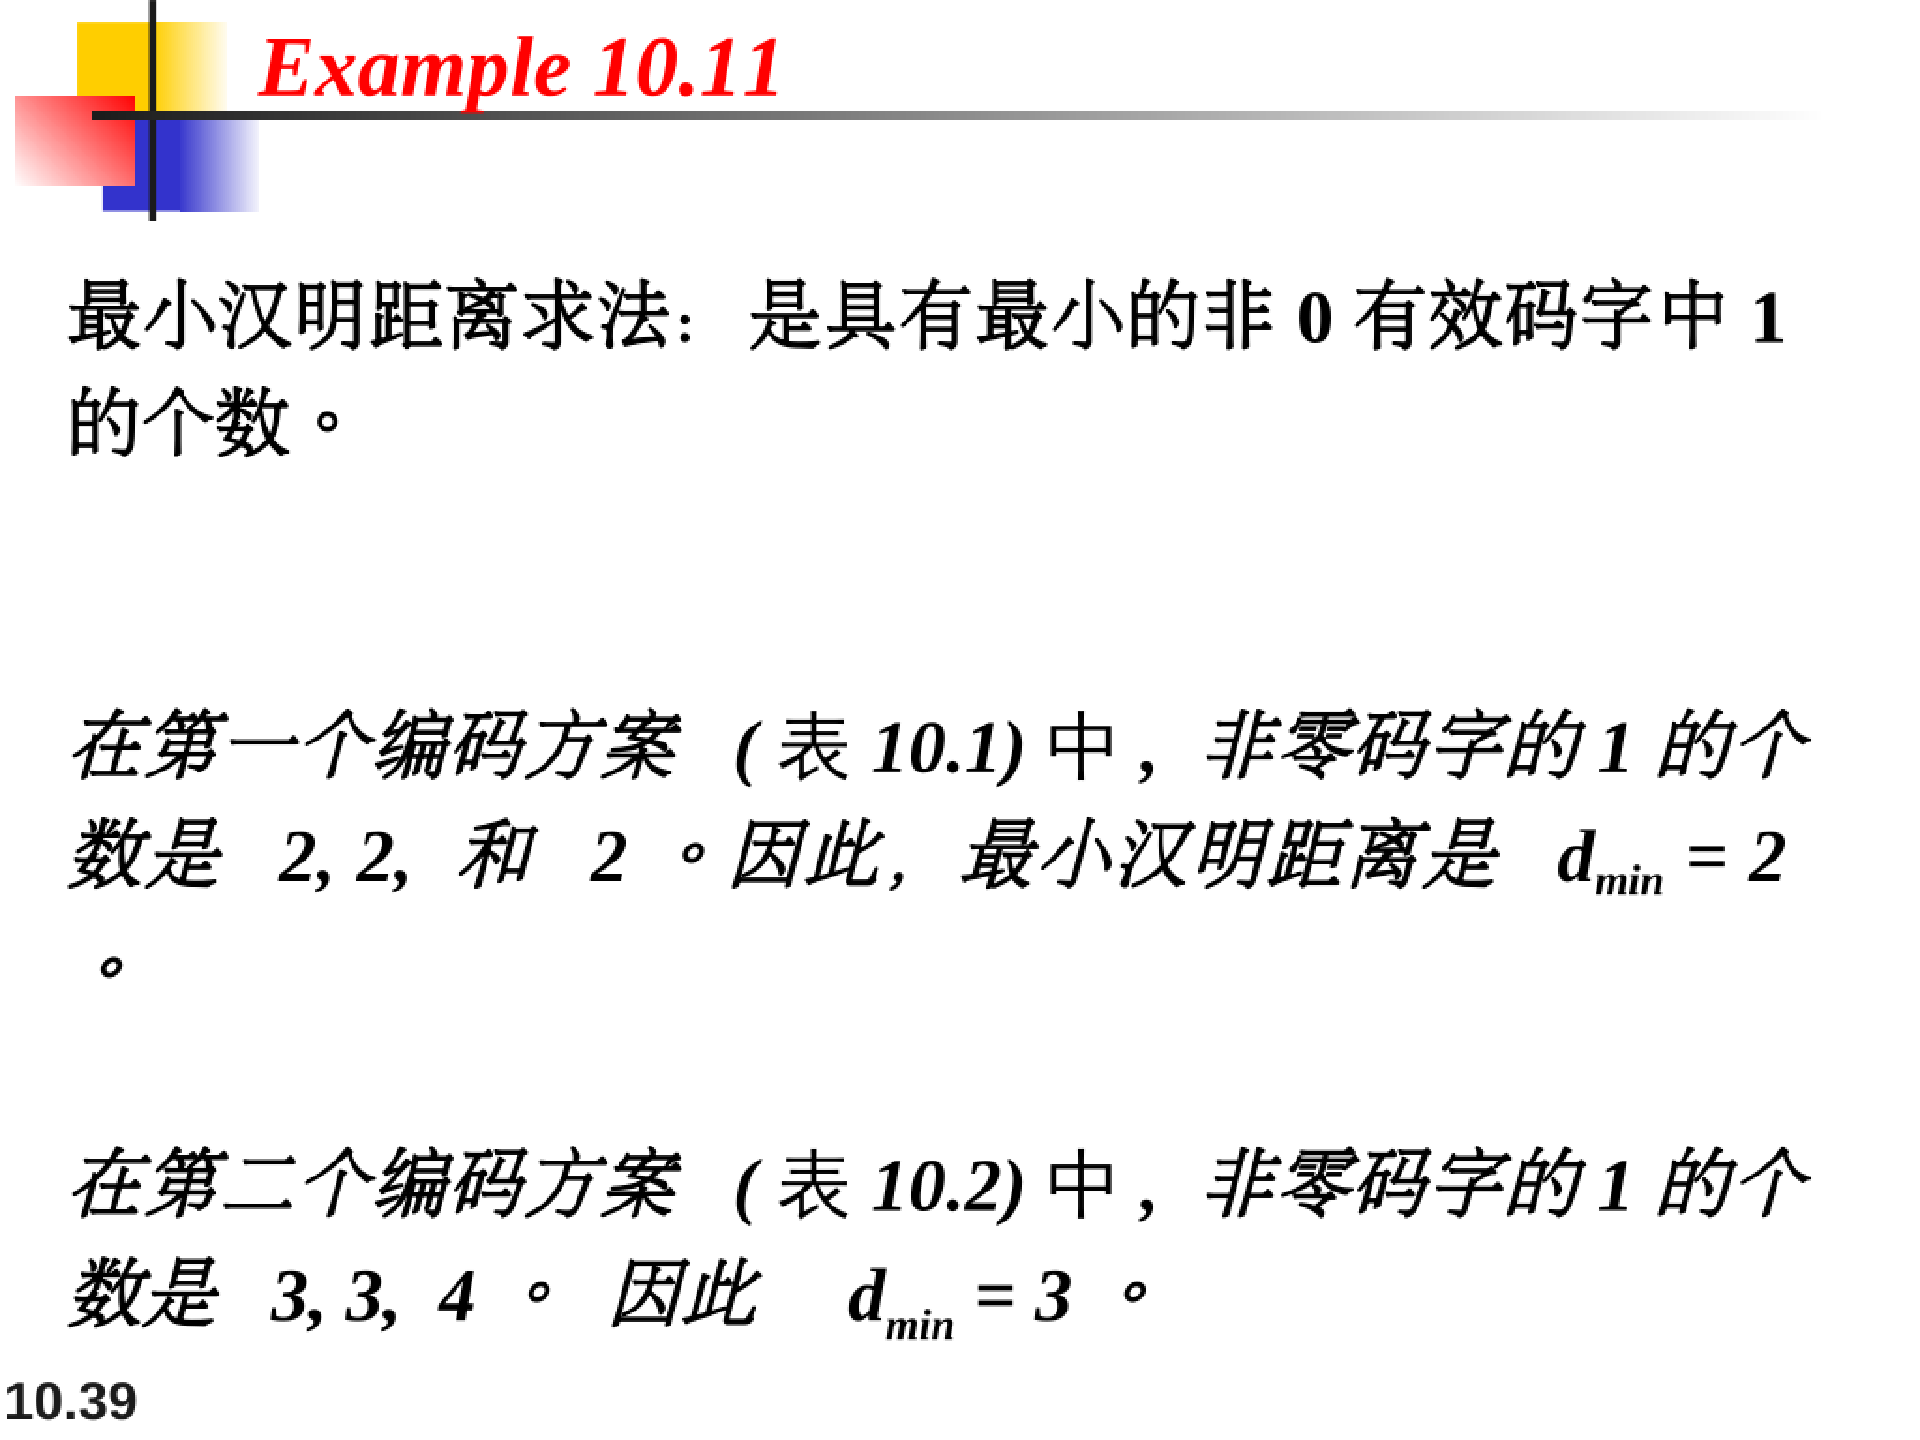 Example 10.11
最小汉明距离求法：是具有最小的非 0 有效码字中 1
的个数。
在第一个编码方案 ( 表 10.1) 中 , 非零码字的 1 的个
数是 2, 2, 和 2 。因此，最小汉明距离是 dmin = 2
。
在第二个编码方案 ( 表 10.2) 中 , 非零码字的 1 的个
数是 3, 3, 4 。 因此 dmin = 3 。
10.39